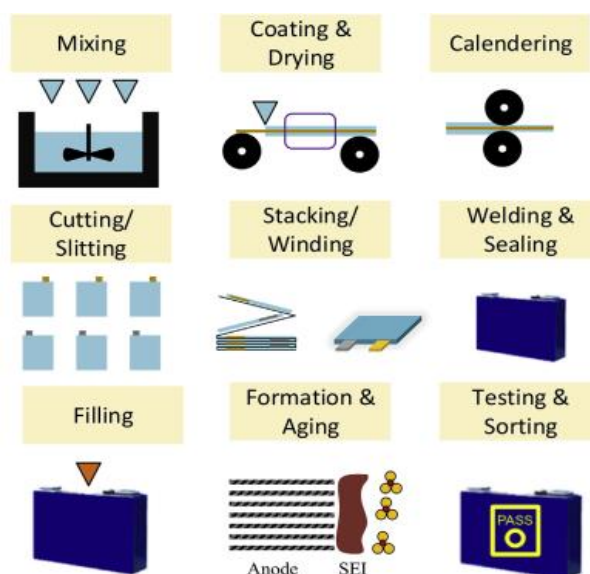 Mixing
Coating &
Drying
Calendering
Cutting/
Slitting
Stacking/
Winding
Welding &
Sealing
Filling
Formation &
Aging
Testing &
Sorting
Anode
SEI
PASS